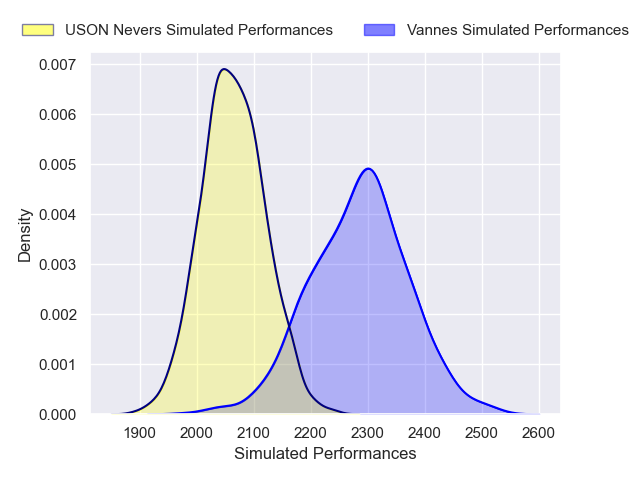 USON Nevers Simulated Performances
Vannes Simulated Performances
0.007
0.006
0.005
0.004
0.003
0.002
0.001
0.000
Density
1900 2000 2100 2200 2300 2400 2500 2600
Simulated Performances